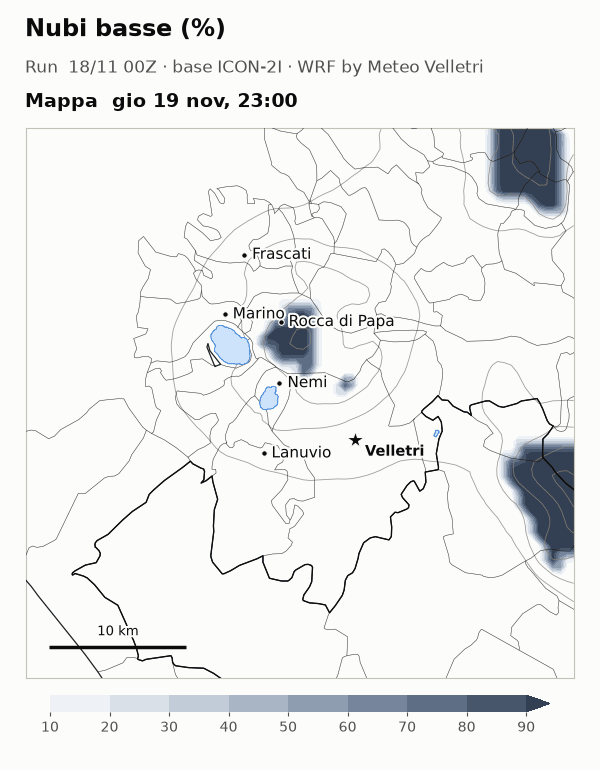 Nubi basse (%)
Run  18/11 00Z · base ICON-2I · WRF by Meteo Velletri
Mappa  gio 19 nov, 23:00
Frascati
Marino
Rocca di Papa
Nemi
Velletri
Lanuvio
10 km
10 20 30 40 50 60 70 80 90